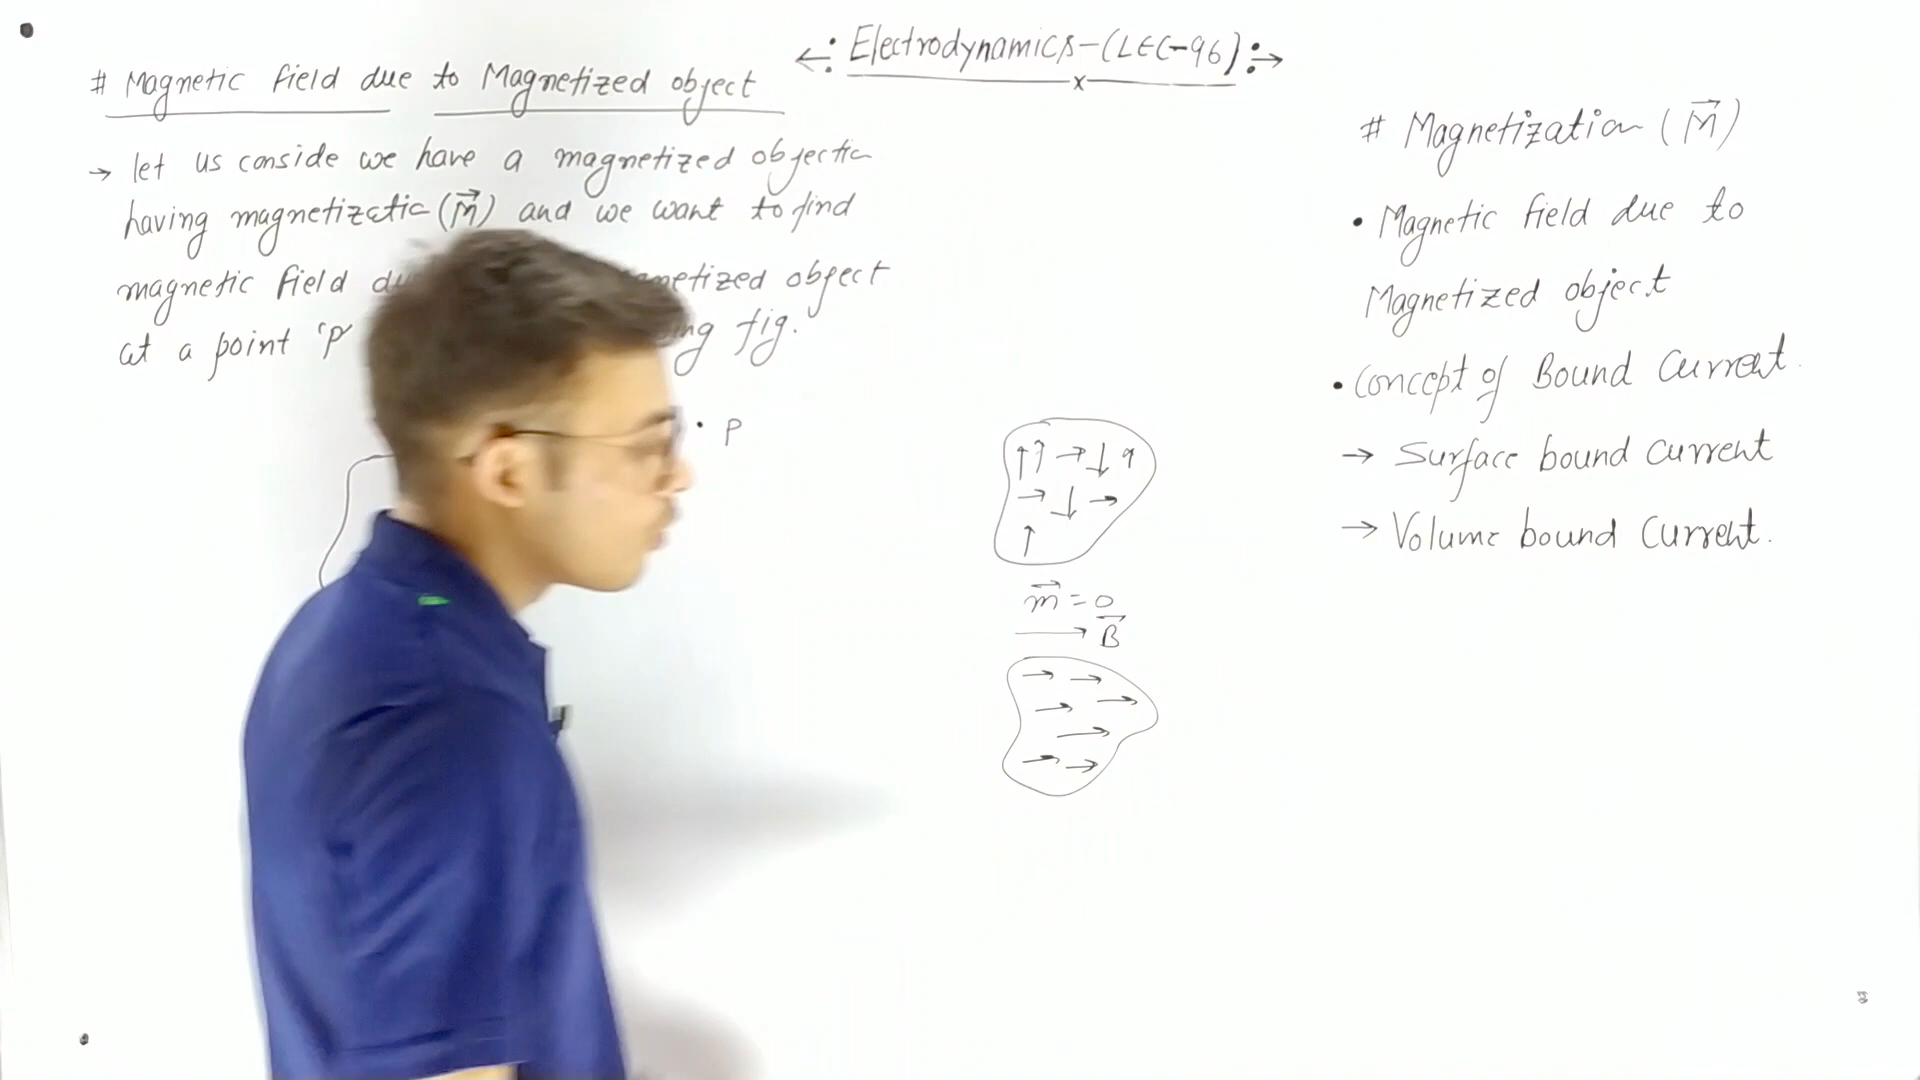 Electrodynamics-(LEC-96)
# Magnetic field due to Magnetized object
→ let us conside we have a magnetized objectic
having magnetizatic (M⃗) and we want to find
magnetic field object
at a point 'P fig.
• P
m⃗ = 0
→ B⃗
# Magnetization (M⃗)
• Magnetic field due to
Magnetized object
• Concept of Bound Current.
→ Surface bound current
→ Volume bound Current.